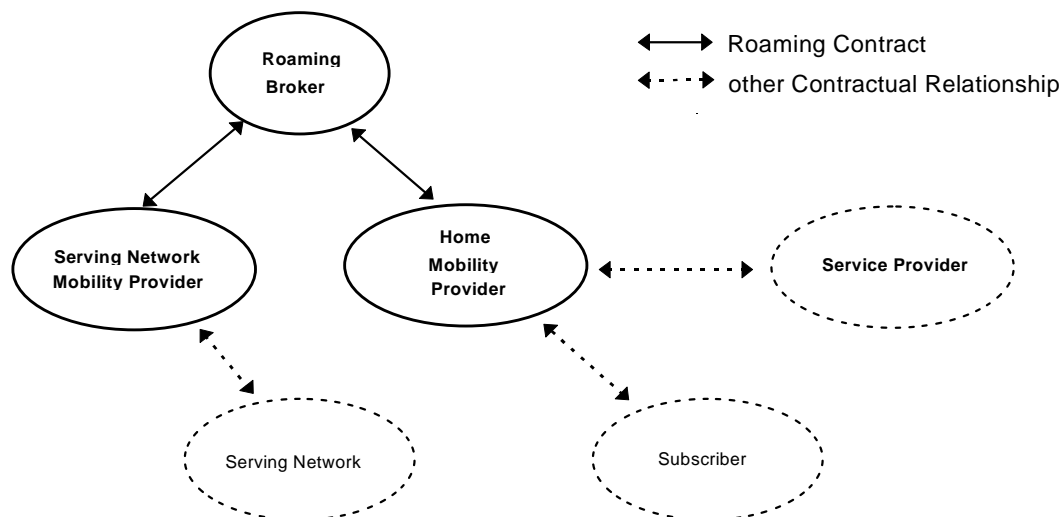 Roaming
Broker
Roaming Contract
other Contractual Relationship
Serving Network
Mobility Provider
Home
Mobility
Provider
Service Provider
Serving Network
Subscriber